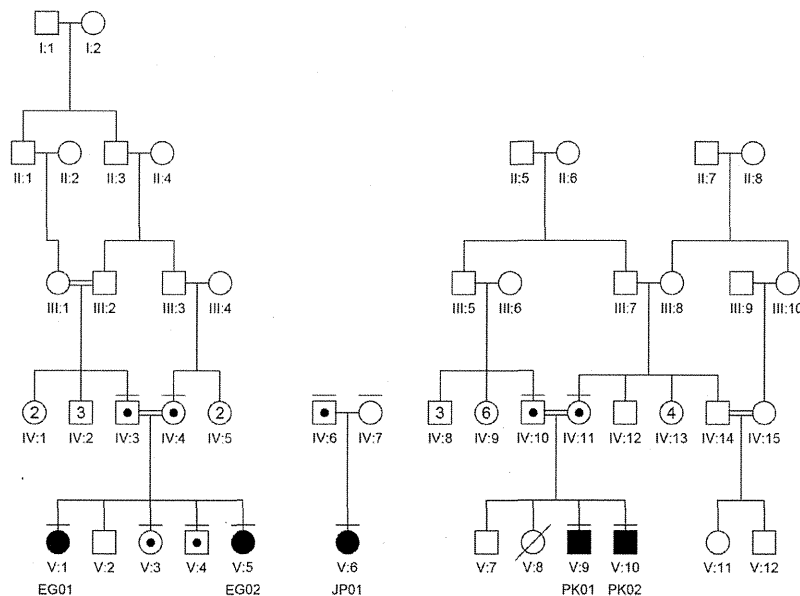 I:1 I:2
II:1 II:2 II:3 II:4 II:5 II:6 II:7 II:8
III:1 III:2 III:3 III:4 III:5 III:6 III:7 III:8 III:9 III:10
2 3 2 3 6 4
IV:1 IV:2 IV:3 IV:4 IV:5 IV:6 IV:7 IV:8 IV:9 IV:10 IV:11 IV:12 IV:13 IV:14 IV:15
V:1 V:2 V:3 V:4 V:5 V:6 V:7 V:8 V:9 V:10 V:11 V:12
EG01 EG02 JP01 PK01 PK02